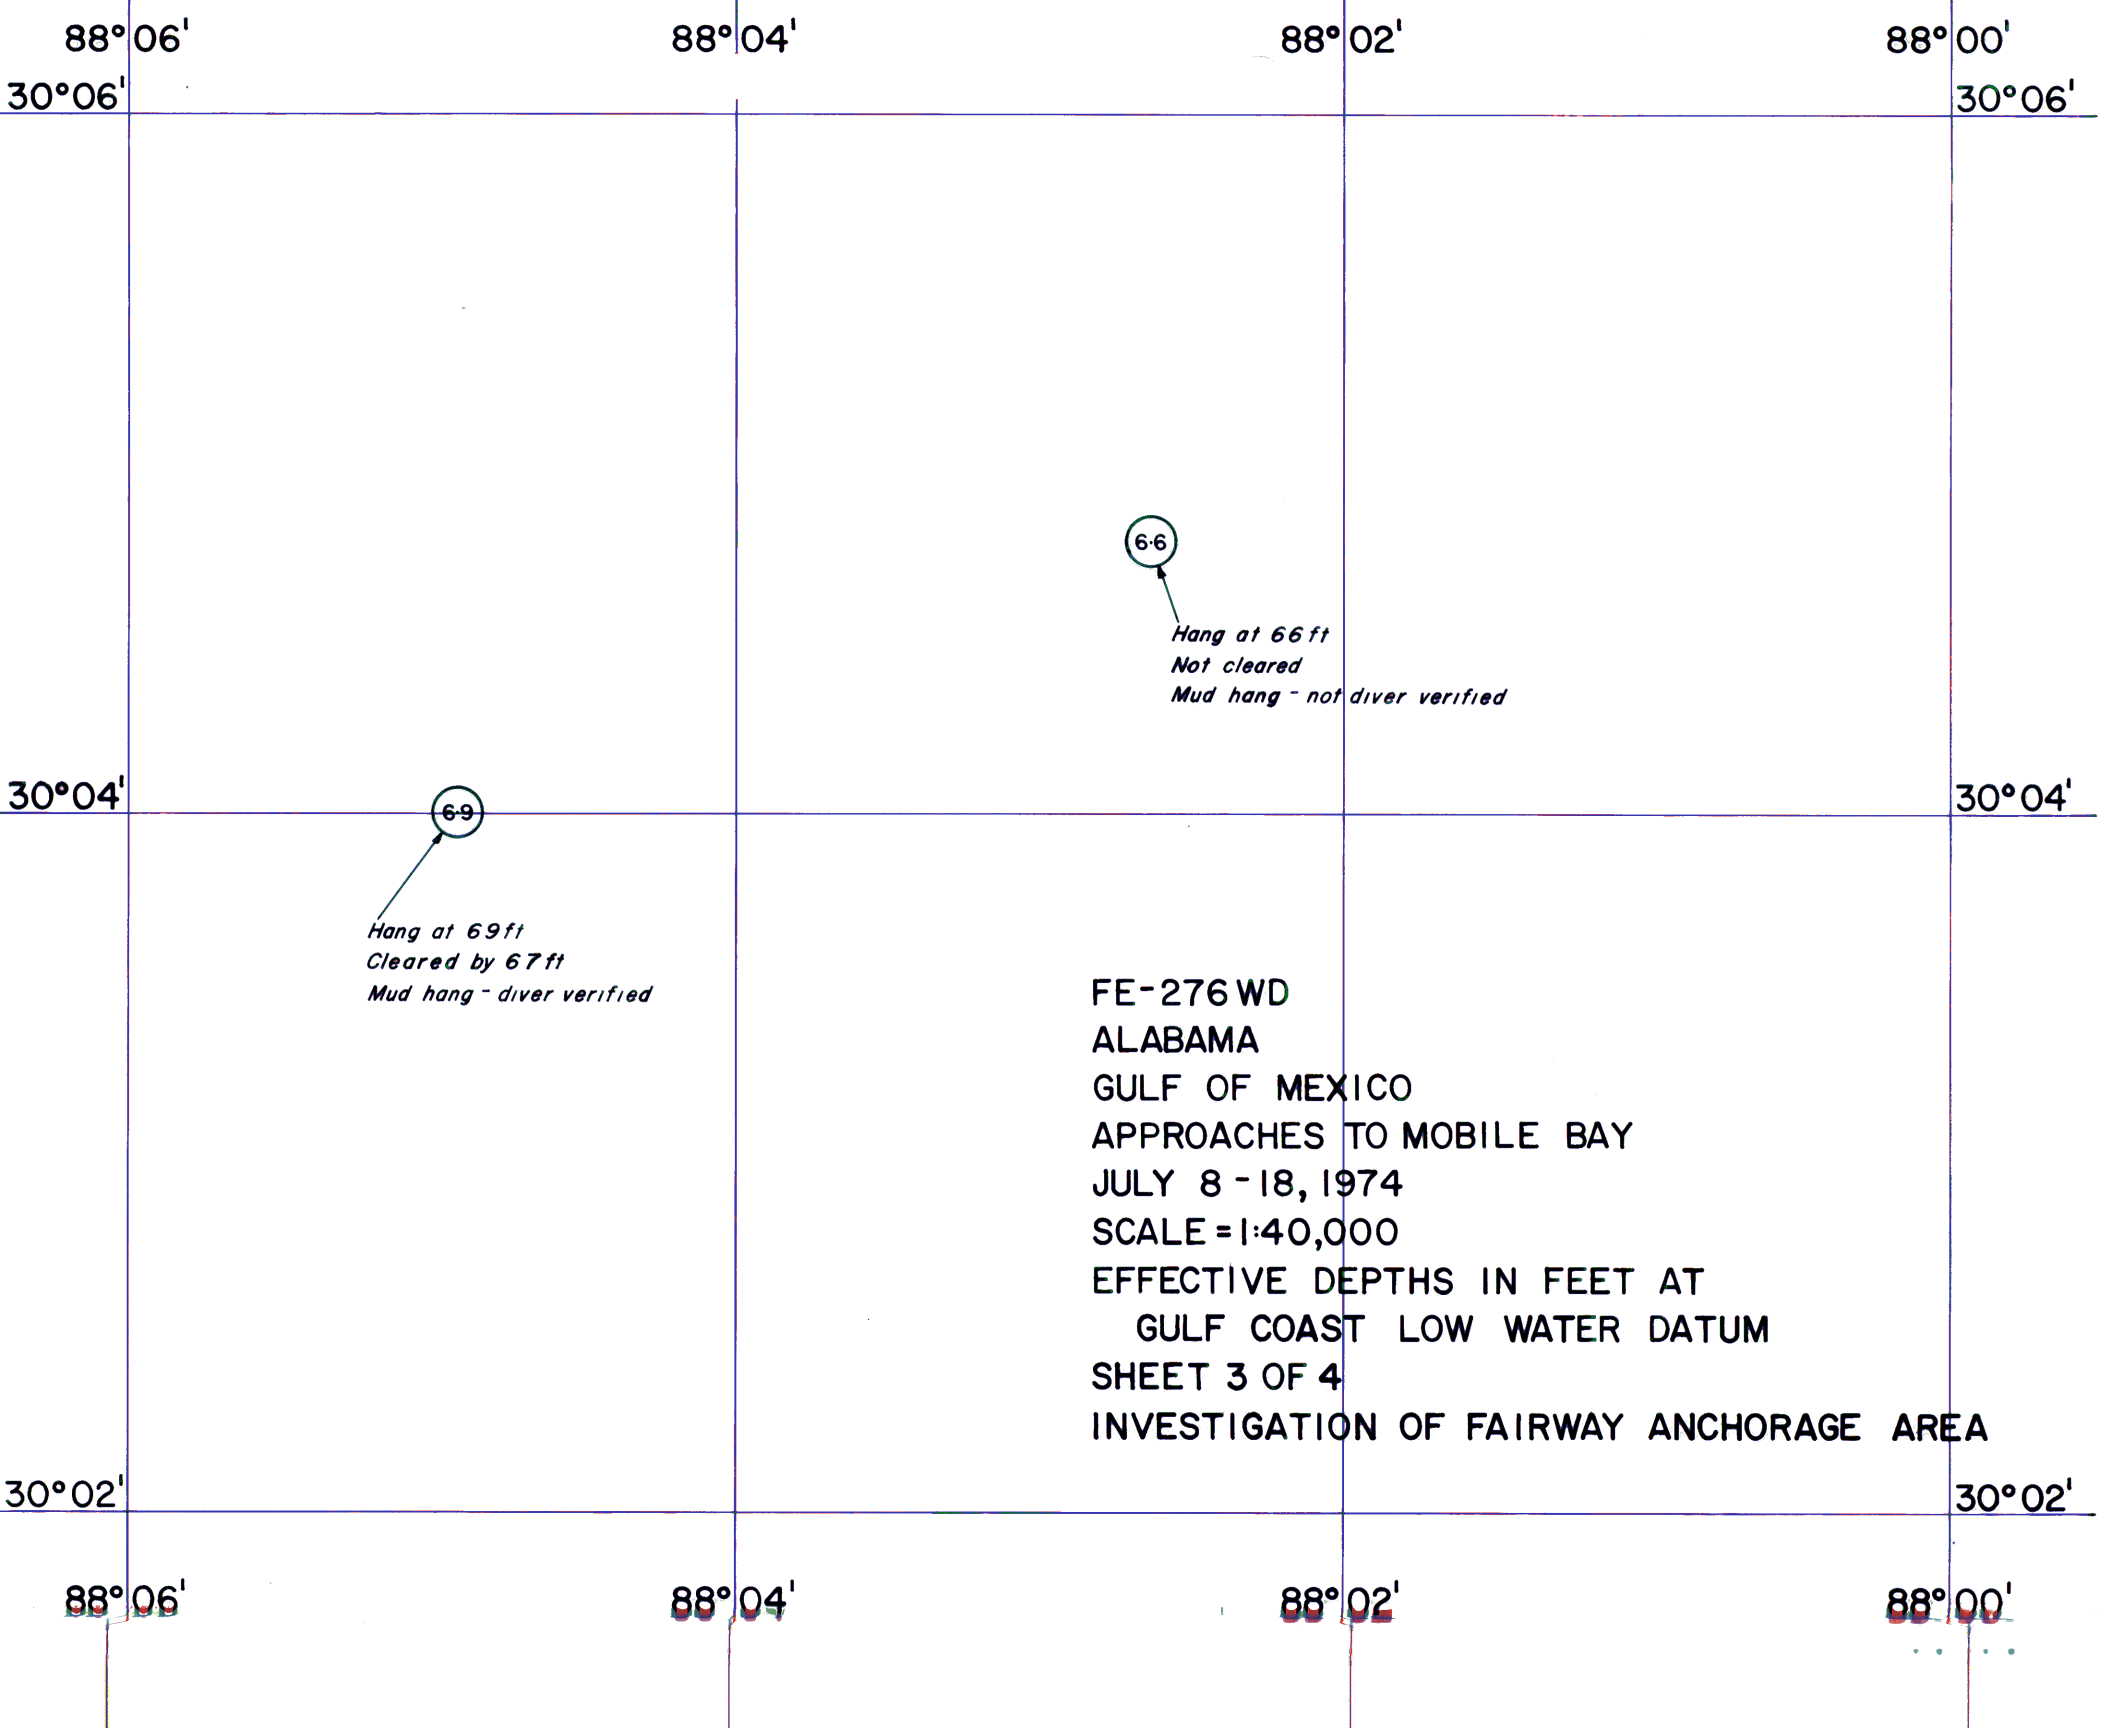 88°06' 88°04' 88°02' 88°00'
30°06' 30°06'
6.6
Hang at 66 ft
Not cleared
Mud hang - not diver verified
30°04' 30°04'
6.9
Hang at 69 ft
Cleared by 67 ft
Mud hang - diver verified
FE-276 WD
ALABAMA
GULF OF MEXICO
APPROACHES TO MOBILE BAY
JULY 8 - 18, 1974
SCALE = 1:40,000
EFFECTIVE DEPTHS IN FEET AT
GULF COAST LOW WATER DATUM
SHEET 3 OF 4
INVESTIGATION OF FAIRWAY ANCHORAGE AREA
30°02' 30°02'
88°06' 88°04' 88°02' 88°00'